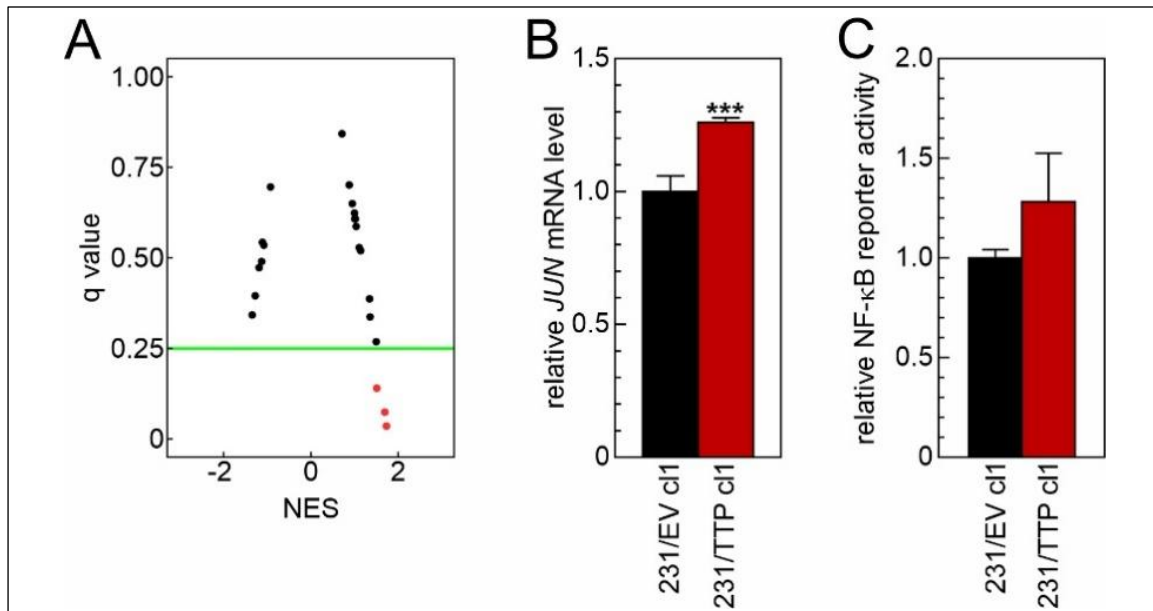 A
q value
1.00
0.75
0.50
0.25
0
-2
0
2
NES
B
relative JUN mRNA level
1.5
1.0
0.5
0
***
231/EV cl1
231/TTP cl1
C
relative NF-κB reporter activity
2.0
1.5
1.0
0.5
0
231/EV cl1
231/TTP cl1